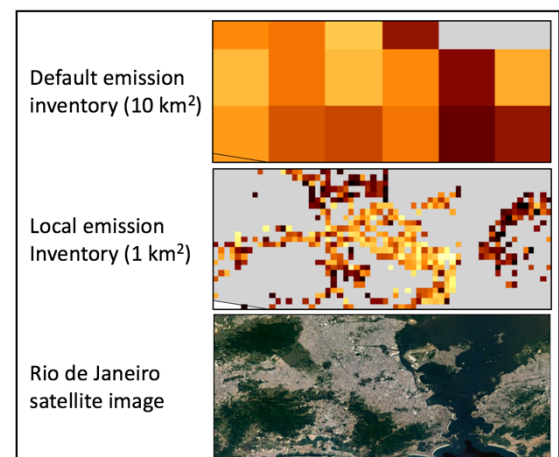 Default emission
inventory (10 km²)
Local emission
Inventory (1 km²)
Rio de Janeiro
satellite image